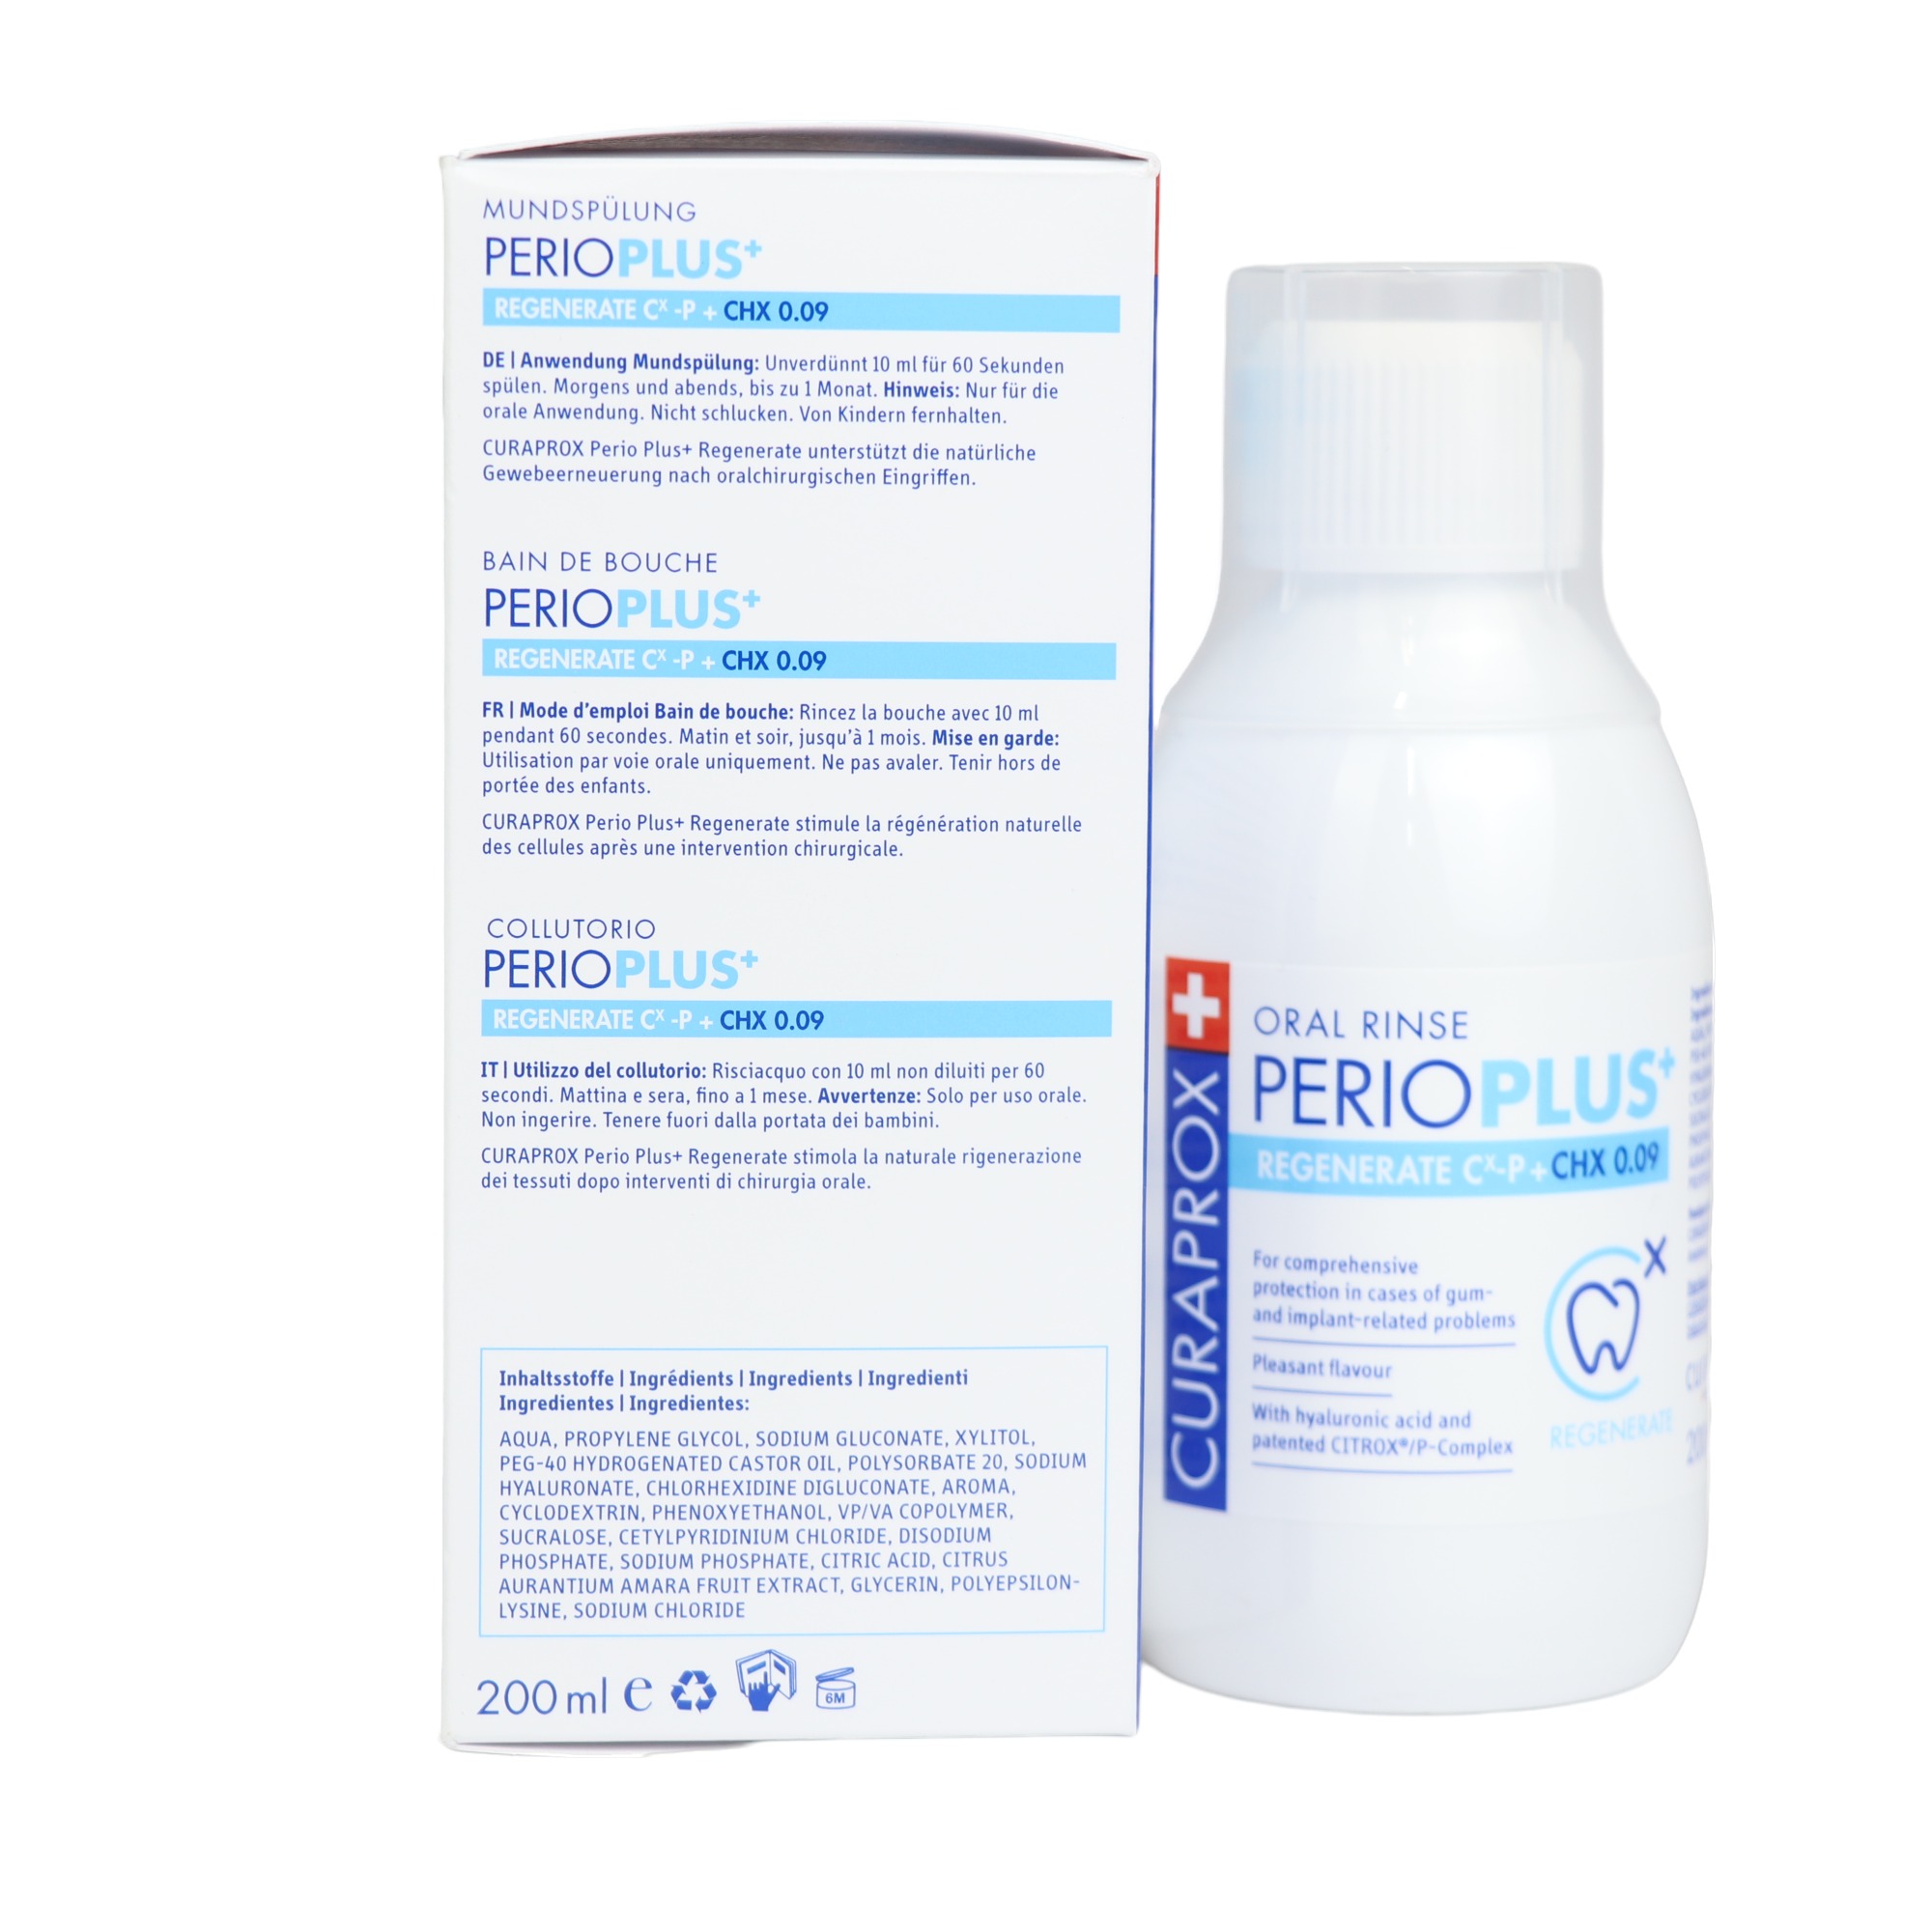 MUNDSPÜLUNG
PERIOPLUS+
REGENERATE Cˣ -P + CHX 0.09
DE | Anwendung Mundspülung: Unverdünnt 10 ml für 60 Sekunden
spülen. Morgens und abends, bis zu 1 Monat. Hinweis: Nur für die
orale Anwendung. Nicht schlucken. Von Kindern fernhalten.
CURAPROX Perio Plus+ Regenerate unterstützt die natürliche
Gewebeerneuerung nach oralchirurgischen Eingriffen.
BAIN DE BOUCHE
PERIOPLUS+
REGENERATE Cˣ -P + CHX 0.09
FR | Mode d’emploi Bain de bouche: Rincez la bouche avec 10 ml
pendant 60 secondes. Matin et soir, jusqu’à 1 mois. Mise en garde:
Utilisation par voie orale uniquement. Ne pas avaler. Tenir hors de
portée des enfants.
CURAPROX Perio Plus+ Regenerate stimule la régénération naturelle
des cellules après une intervention chirurgicale.
COLLUTORIO
PERIOPLUS+
REGENERATE Cˣ -P + CHX 0.09
IT | Utilizzo del collutorio: Risciacquo con 10 ml non diluiti per 60
secondi. Mattina e sera, fino a 1 mese. Avvertenze: Solo per uso orale.
Non ingerire. Tenere fuori dalla portata dei bambini.
CURAPROX Perio Plus+ Regenerate stimola la naturale rigenerazione
dei tessuti dopo interventi di chirurgia orale.
Inhaltsstoffe | Ingrédients | Ingredients | Ingredienti
Ingredientes | Ingredientes:
AQUA, PROPYLENE GLYCOL, SODIUM GLUCONATE, XYLITOL,
PEG-40 HYDROGENATED CASTOR OIL, POLYSORBATE 20, SODIUM
HYALURONATE, CHLORHEXIDINE DIGLUCONATE, AROMA,
CYCLODEXTRIN, PHENOXYETHANOL, VP/VA COPOLYMER,
SUCRALOSE, CETYLPYRIDINIUM CHLORIDE, DISODIUM
PHOSPHATE, SODIUM PHOSPHATE, CITRIC ACID, CITRUS
AURANTIUM AMARA FRUIT EXTRACT, GLYCERIN, POLYEPSILON-
LYSINE, SODIUM CHLORIDE
200 ml e
6M
CURAPROX
ORAL RINSE
PERIOPLUS+
REGENERATE Cˣ-P + CHX 0.09
For comprehensive
protection in cases of gum-
and implant-related problems
Pleasant flavour
With hyaluronic acid and
patented CITROX®/P-Complex
X
REGENERATE